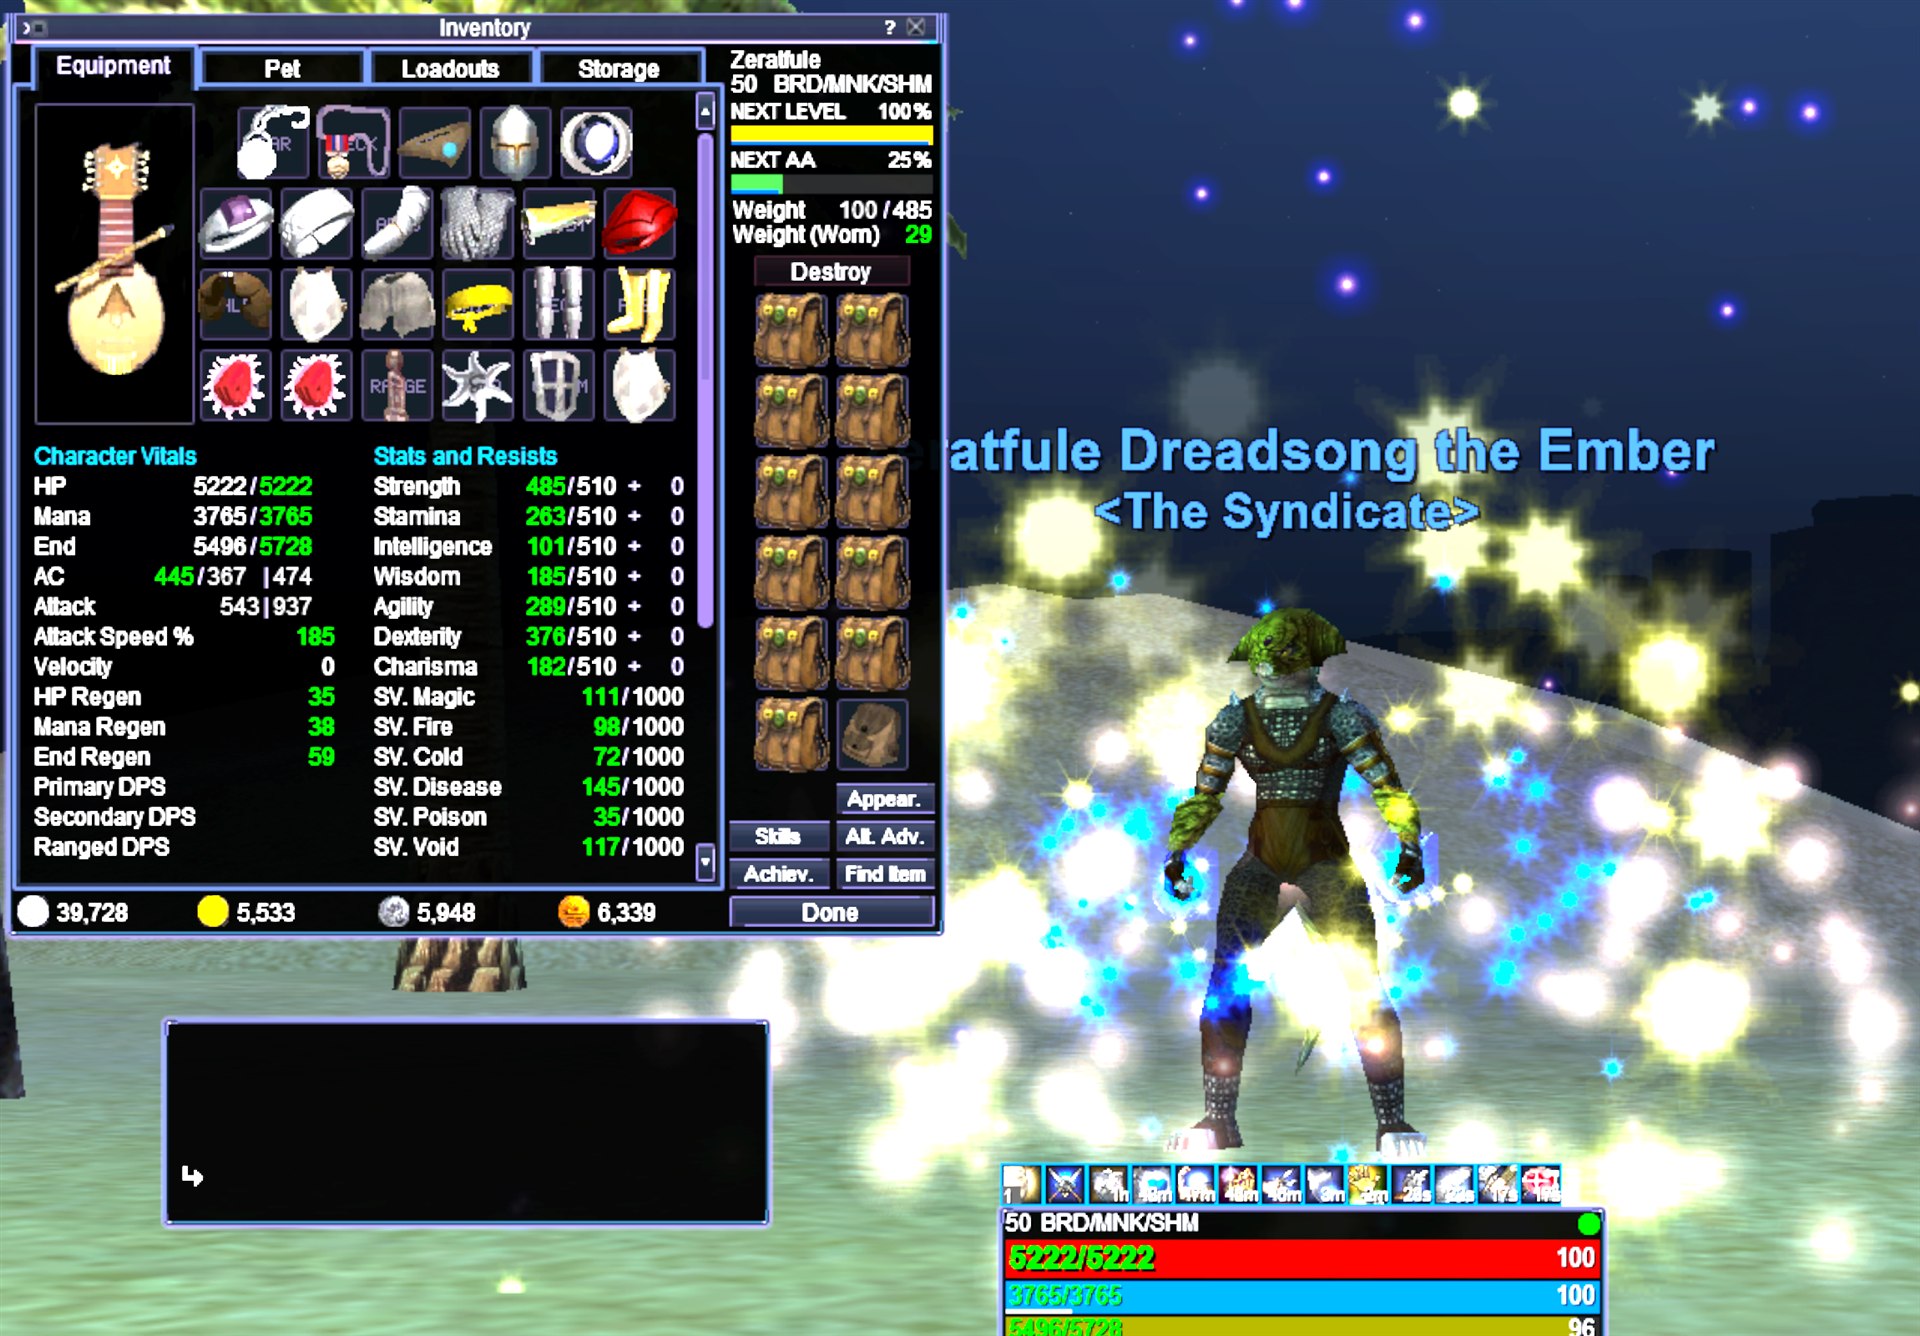 Inventory
?
Equipment
Pet
Loadouts
Storage
Zeratfule
50 BRD/MNK/SHM
NEXT LEVEL 100%
NEXT AA 25%
Weight 100/485
Weight (Worn) 29
Destroy
RANGE
Character Vitals
HP 5222/5222
Mana 3765/3765
End 5496/5728
AC 445/367 |474
Attack 543|937
Attack Speed % 185
Velocity 0
HP Regen 35
Mana Regen 38
End Regen 59
Primary DPS
Secondary DPS
Ranged DPS
Stats and Resists
Strength 485/510 + 0
Stamina 263/510 + 0
Intelligence 101/510 + 0
Wisdom 185/510 + 0
Agility 289/510 + 0
Dexterity 376/510 + 0
Charisma 182/510 + 0
SV. Magic 111/1000
SV. Fire 98/1000
SV. Cold 72/1000
SV. Disease 145/1000
SV. Poison 35/1000
SV. Void 117/1000
Appear.
Skills
Alt. Adv.
Achiev.
Find Item
39,728
5,533
5,948
6,339
Done
eratfule Dreadsong the Ember
<The Syndicate>
50 BRD/MNK/SHM
5222/5222 100
3765/3765 100
5496/5728 96